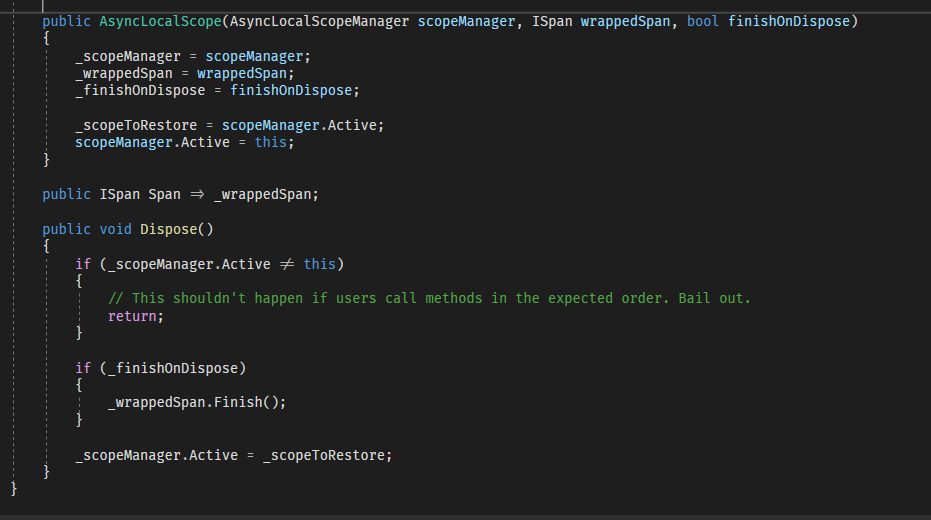 public AsyncLocalScope(AsyncLocalScopeManager scopeManager, ISpan wrappedSpan, bool finishOnDispose)
{
    _scopeManager = scopeManager;
    _wrappedSpan = wrappedSpan;
    _finishOnDispose = finishOnDispose;

    _scopeToRestore = scopeManager.Active;
    scopeManager.Active = this;
}

public ISpan Span => _wrappedSpan;

public void Dispose()
{
    if (_scopeManager.Active != this)
    {
        // This shouldn't happen if users call methods in the expected order. Bail out.
        return;
    }

    if (_finishOnDispose)
    {
        _wrappedSpan.Finish();
    }

    _scopeManager.Active = _scopeToRestore;
}
}